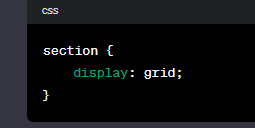 css
section {
    display: grid;
}